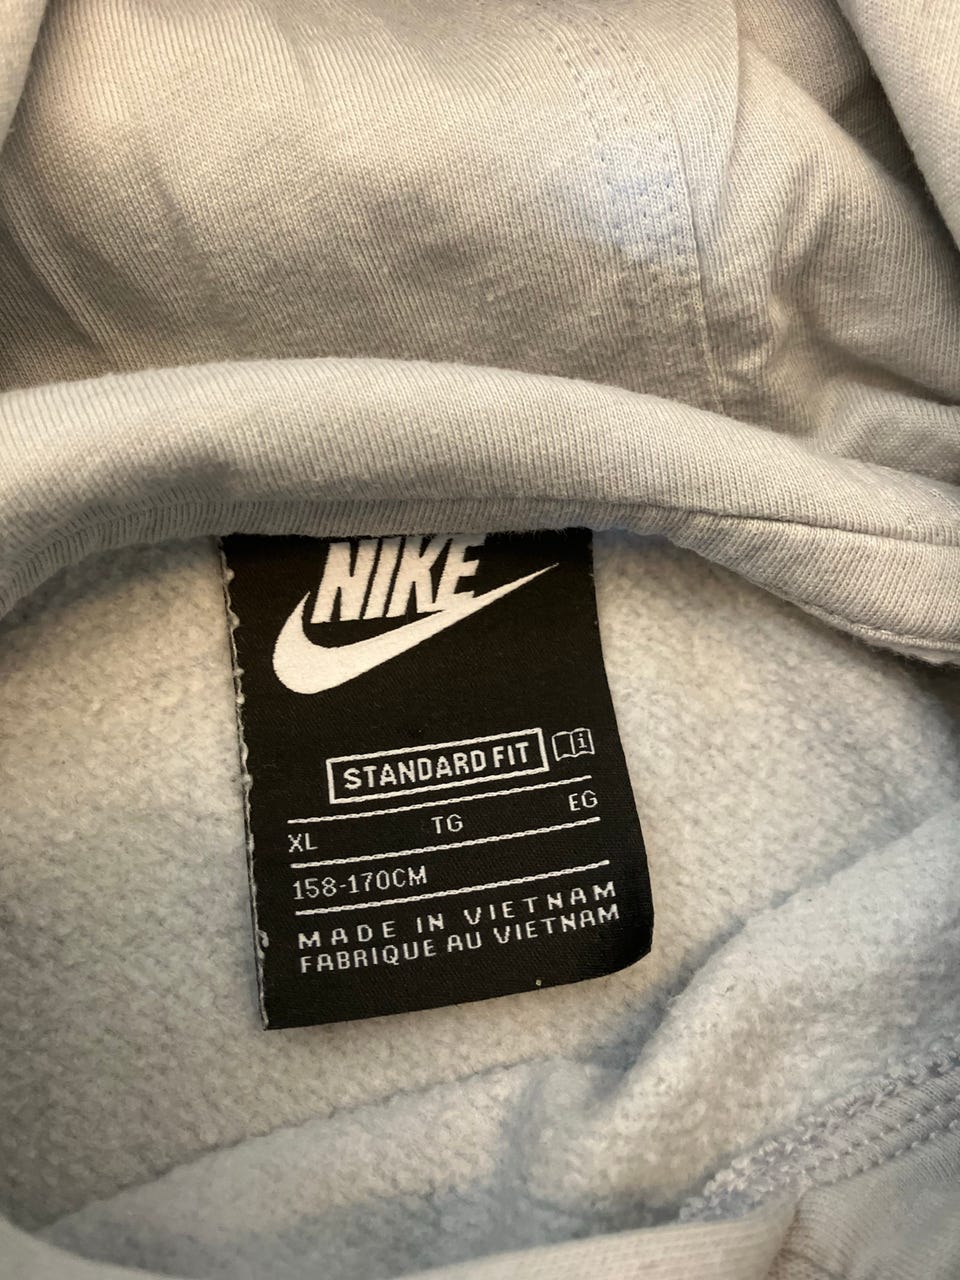 NIKE
STANDARD FIT i
XL TG EG
158-170CM
MADE IN VIETNAM
FABRIQUE AU VIETNAM